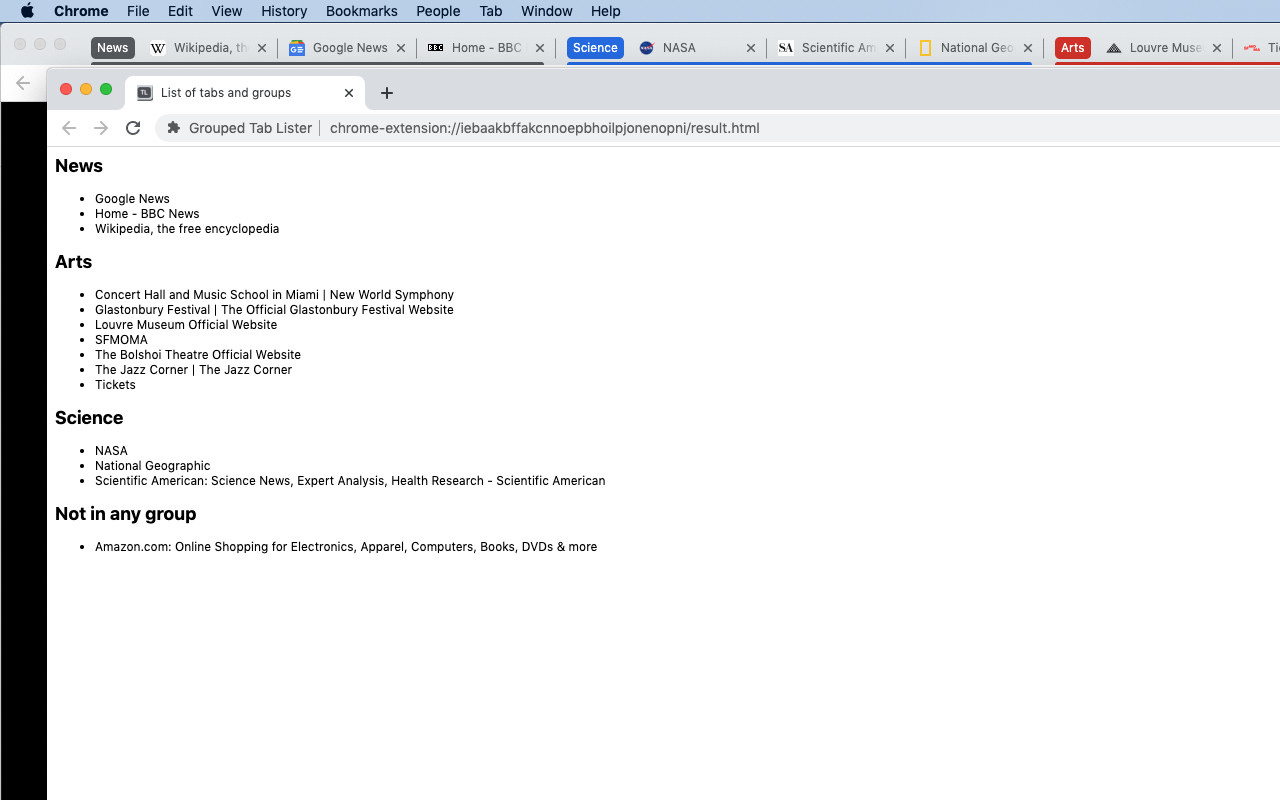 Chrome File Edit View History Bookmarks People Tab Window Help
News Wikipedia, th Google News Home - BBC Science NASA Scientific Am National Geo Arts Louvre Muse Ti
List of tabs and groups
Grouped Tab Lister chrome-extension://iebaakbffakcnnoepbhoilpjonenopni/result.html
News
• Google News
• Home - BBC News
• Wikipedia, the free encyclopedia
Arts
• Concert Hall and Music School in Miami | New World Symphony
• Glastonbury Festival | The Official Glastonbury Festival Website
• Louvre Museum Official Website
• SFMOMA
• The Bolshoi Theatre Official Website
• The Jazz Corner | The Jazz Corner
• Tickets
Science
• NASA
• National Geographic
• Scientific American: Science News, Expert Analysis, Health Research - Scientific American
Not in any group
• Amazon.com: Online Shopping for Electronics, Apparel, Computers, Books, DVDs & more